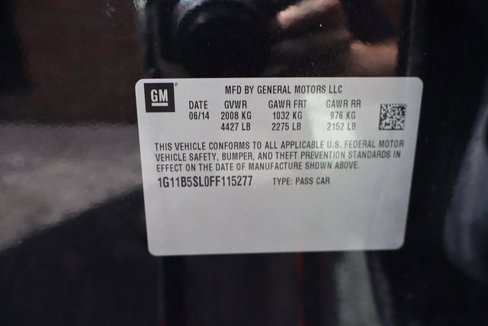 GM
MFD BY GENERAL MOTORS LLC
DATE GVWR GAWR FRT GAWR RR
06/14 2008 KG 1032 KG 976 KG
4427 LB 2275 LB 2152 LB
THIS VEHICLE CONFORMS TO ALL APPLICABLE U.S. FEDERAL MOTOR
VEHICLE SAFETY, BUMPER, AND THEFT PREVENTION STANDARDS IN
EFFECT ON THE DATE OF MANUFACTURE SHOWN ABOVE.
1G11B5SL0FF115277 TYPE: PASS CAR